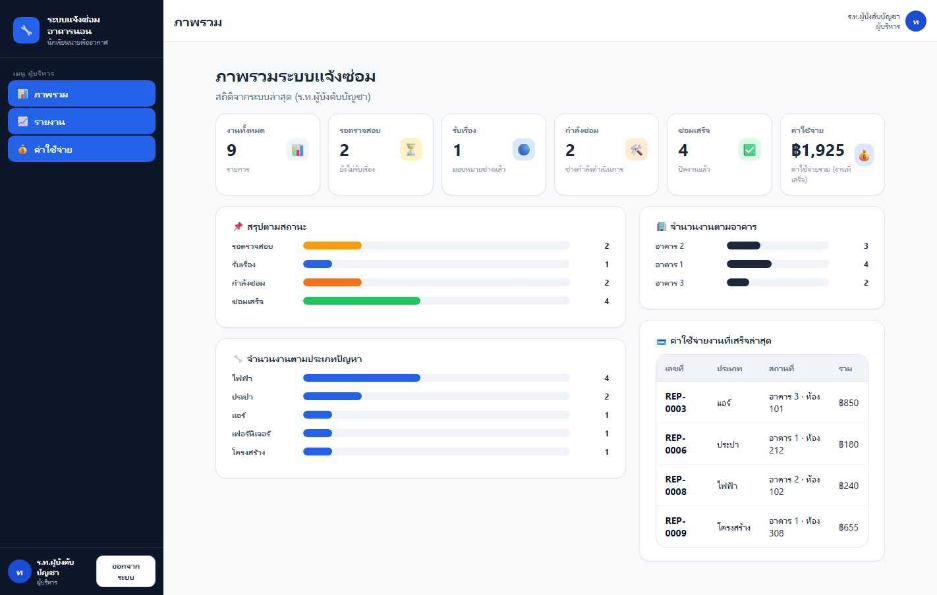 ระบบแจ้งซ่อม
อาคารนอน
นักเรียนนายเรืออากาศ
เมนู ผู้บริหาร
ภาพรวม
รายงาน
ค่าใช้จ่าย
ท
ร.ท.ผู้บังคับ
บัญชา
ผู้บริหาร
ออกจาก
ระบบ
ภาพรวม
ร.ท.ผู้บังคับบัญชา
ผู้บริหาร
ท
ภาพรวมระบบแจ้งซ่อม
สถิติจากระบบล่าสุด (ร.ท.ผู้บังคับบัญชา)
งานทั้งหมด
9
รายการ
รอตรวจสอบ
2
ยังไม่รับเรื่อง
รับเรื่อง
1
มอบหมายช่างแล้ว
กำลังซ่อม
2
ช่างกำลังดำเนินการ
ซ่อมเสร็จ
4
ปิดงานแล้ว
ค่าใช้จ่าย
฿1,925
ค่าใช้จ่ายรวม (งานที่
เสร็จ)
สรุปตามสถานะ
รอตรวจสอบ 2
รับเรื่อง 1
กำลังซ่อม 2
ซ่อมเสร็จ 4
จำนวนงานตามประเภทปัญหา
ไฟฟ้า 4
ประปา 2
แอร์ 1
เฟอร์นิเจอร์ 1
โครงสร้าง 1
จำนวนงานตามอาคาร
อาคาร 2 3
อาคาร 1 4
อาคาร 3 2
ค่าใช้จ่ายงานที่เสร็จล่าสุด
เลขที่ ประเภท สถานที่ รวม
REP-0003 แอร์ อาคาร 3 · ห้อง 101 ฿850
REP-0006 ประปา อาคาร 1 · ห้อง 212 ฿180
REP-0008 ไฟฟ้า อาคาร 2 · ห้อง 102 ฿240
REP-0009 โครงสร้าง อาคาร 1 · ห้อง 308 ฿655